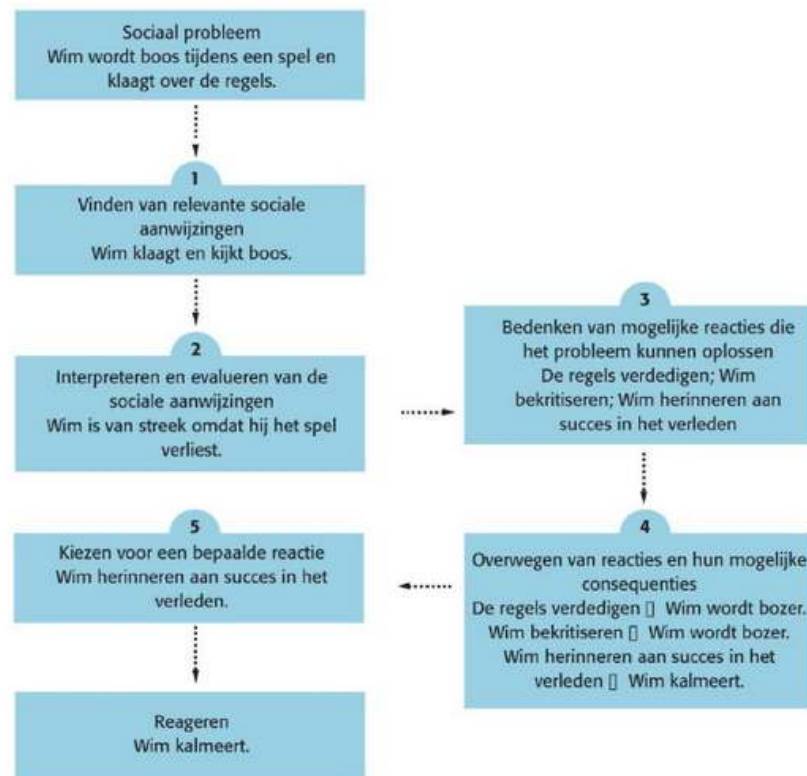 Sociaal probleem
Wim wordt boos tijdens een spel en
klaagt over de regels.
1
Vinden van relevante sociale
aanwijzingen
Wim klaagt en kijkt boos.
2
Interpreteren en evalueren van de
sociale aanwijzingen
Wim is van streek omdat hij het spel
verliest.
3
Bedenken van mogelijke reacties die
het probleem kunnen oplossen
De regels verdedigen; Wim
bekritiseren; Wim herinneren aan
succes in het verleden
4
Overwegen van reacties en hun mogelijke
consequenties
De regels verdedigen ▯ Wim wordt bozer.
Wim bekritiseren ▯ Wim wordt bozer.
Wim herinneren aan succes in het
verleden ▯ Wim kalmeert.
5
Kiezen voor een bepaalde reactie
Wim herinneren aan succes in het
verleden.
Reageren
Wim kalmeert.